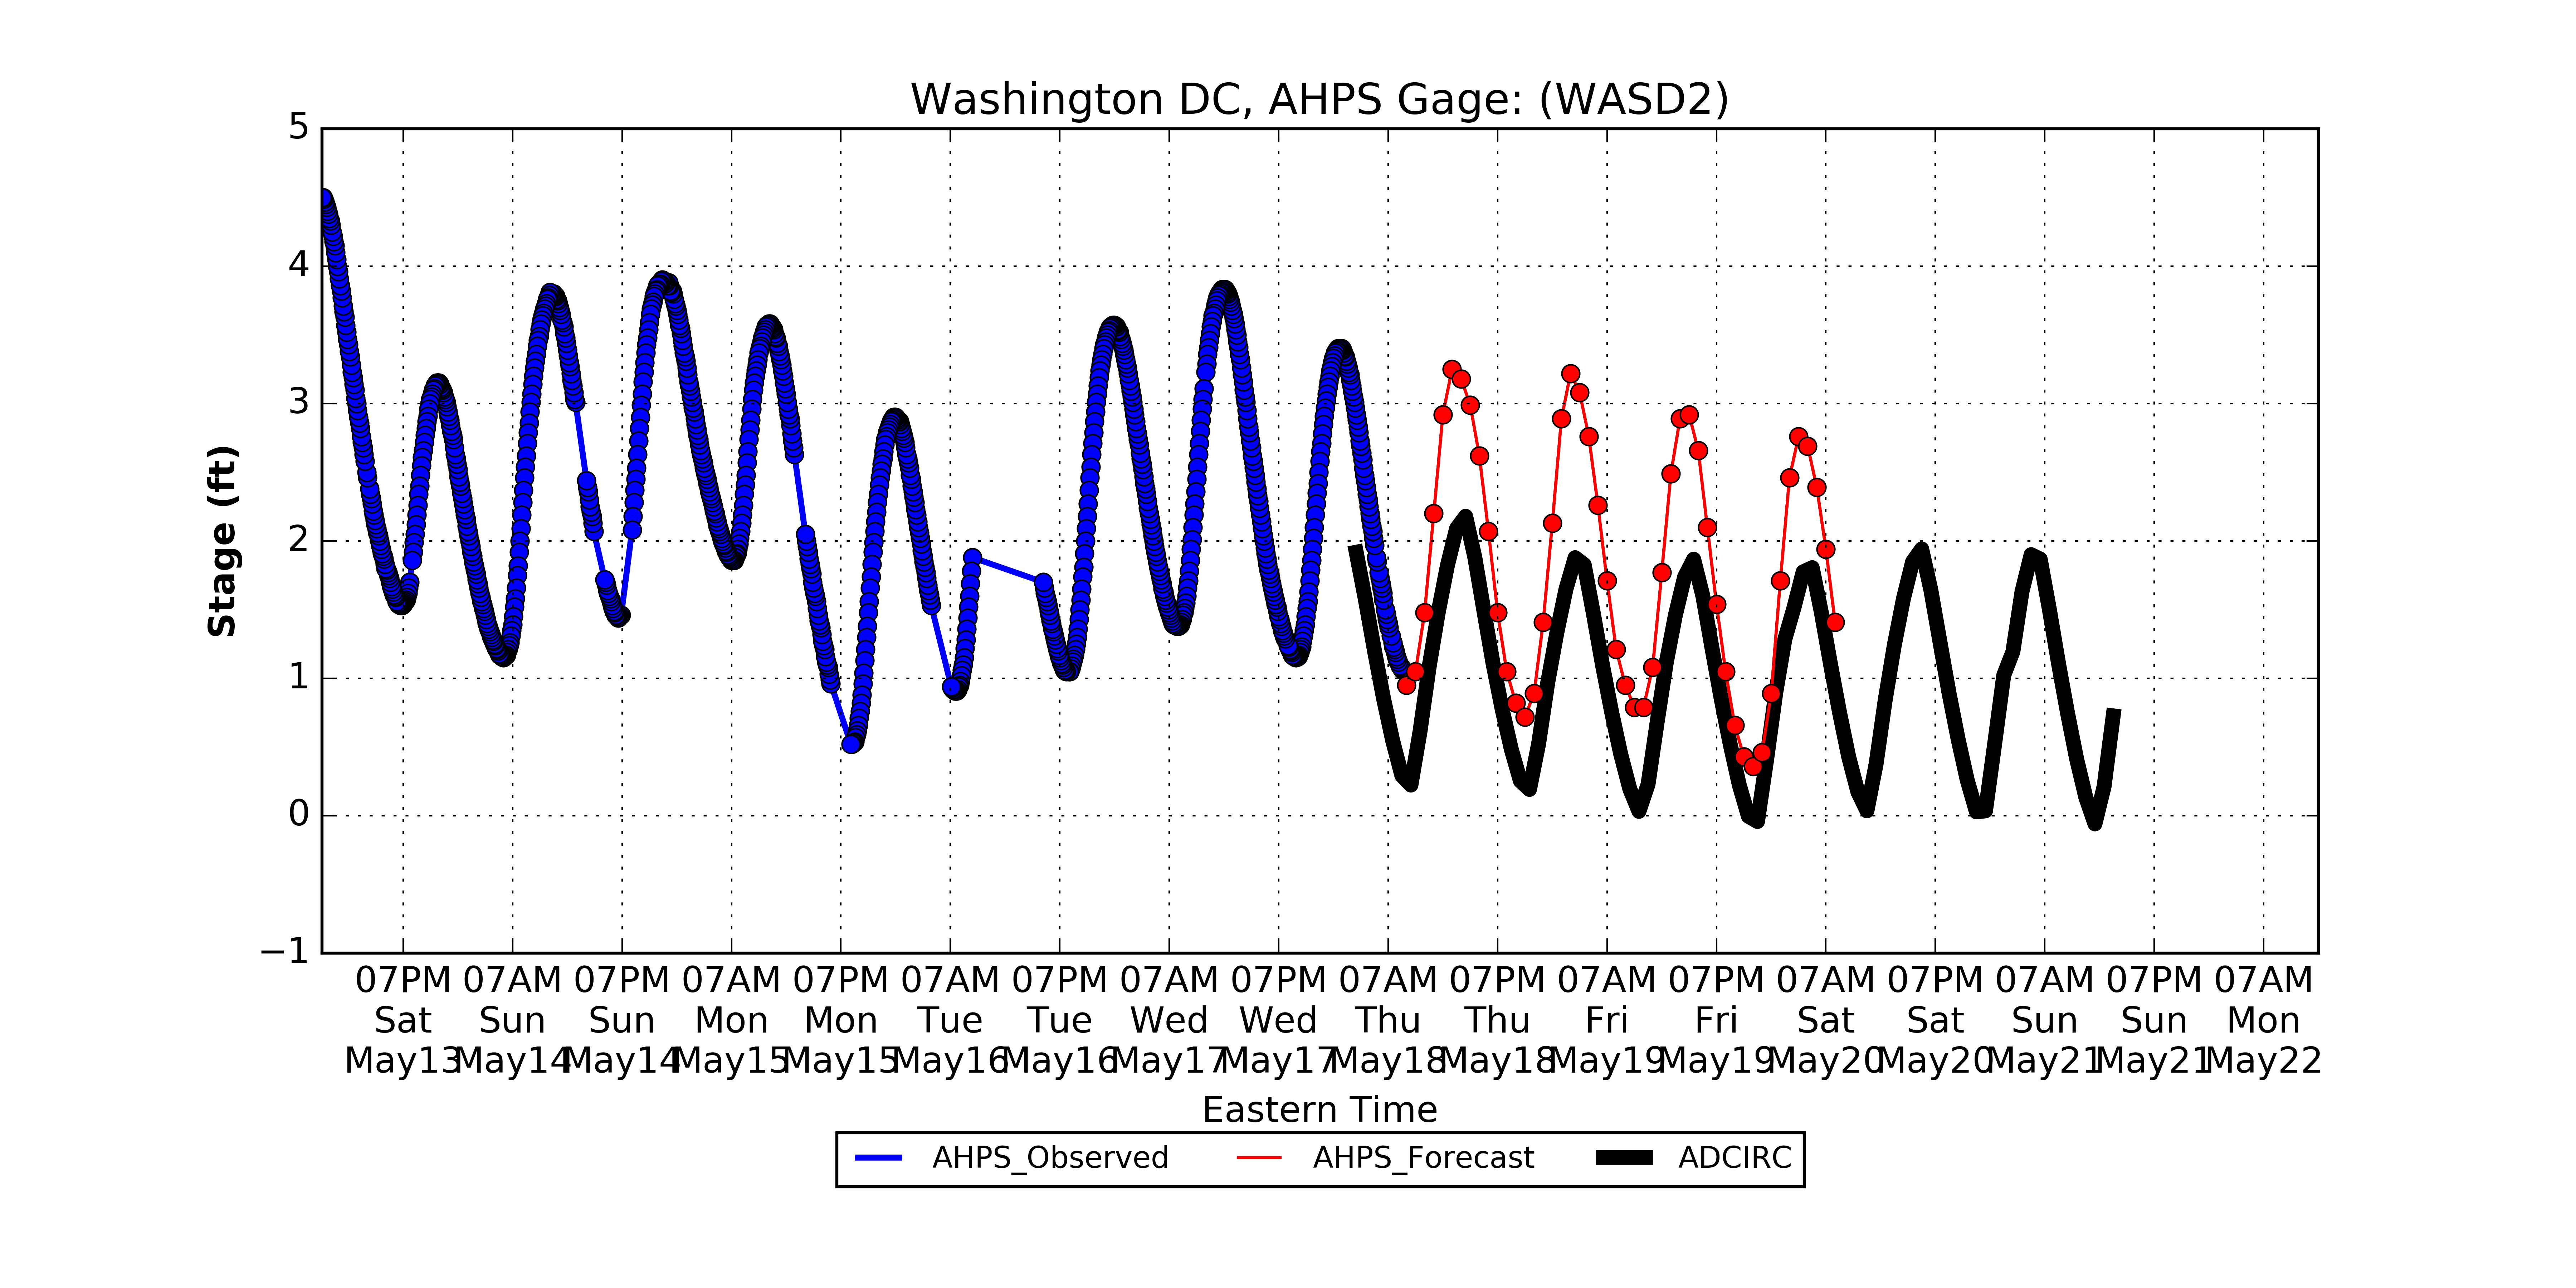 Washington DC, AHPS Gage: (WASD2)
5
4
3
2
1
0
−1
Stage (ft)
07PM 07AM 07PM 07AM 07PM 07AM 07PM 07AM 07PM 07AM 07PM 07AM 07PM 07AM 07PM 07AM 07PM 07AM
Sat Sun Sun Mon Mon Tue Tue Wed Wed Thu Thu Fri Fri Sat Sat Sun Sun Mon
May13 May14 May14 May15 May15 May16 May16 May17 May17 May18 May18 May19 May19 May20 May20 May21 May21 May22
Eastern Time
AHPS_Observed AHPS_Forecast ADCIRC